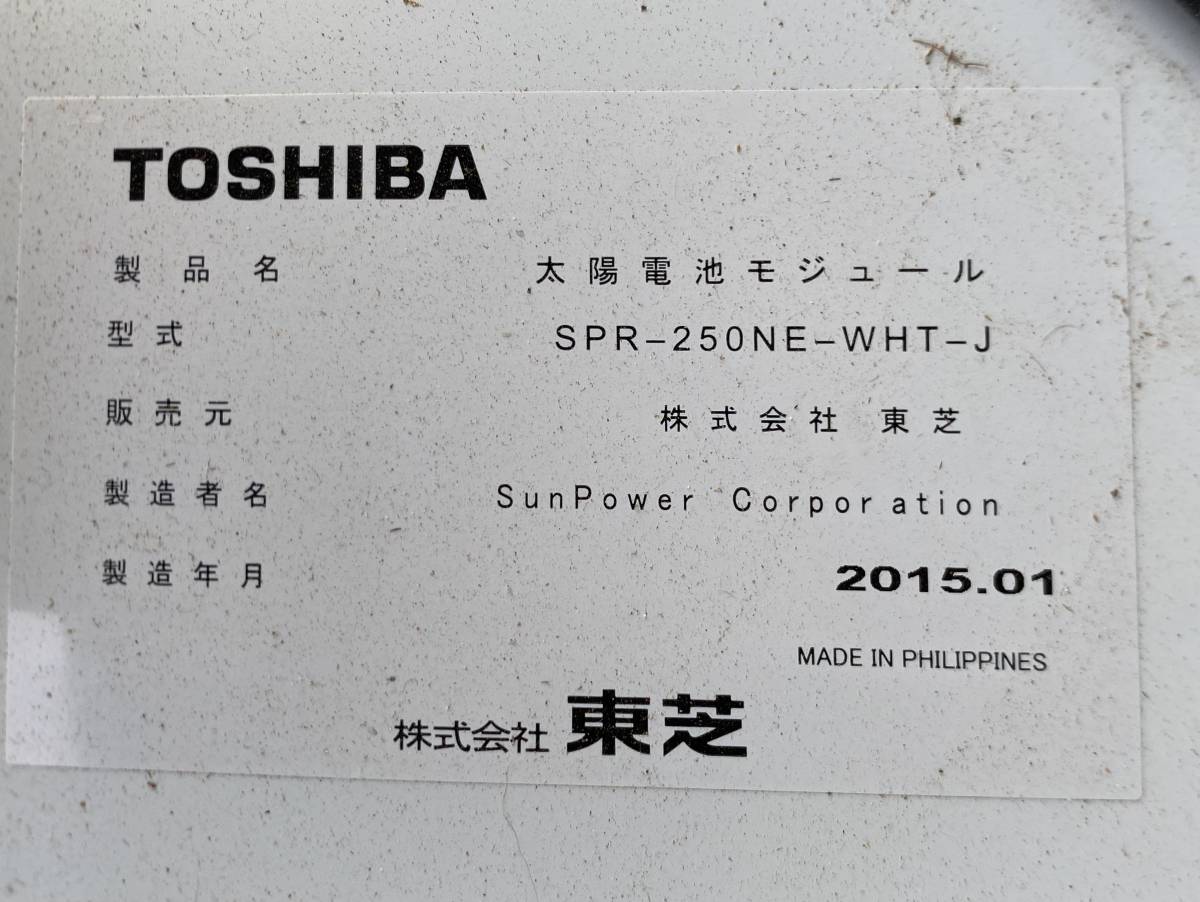 TOSHIBA
製品名 太陽電池モジュール
型式 SPR-250NE-WHT-J
販売元 株式会社 東芝
製造者名 SunPower Corporation
製造年月 2015.01
MADE IN PHILIPPINES
株式会社 東芝